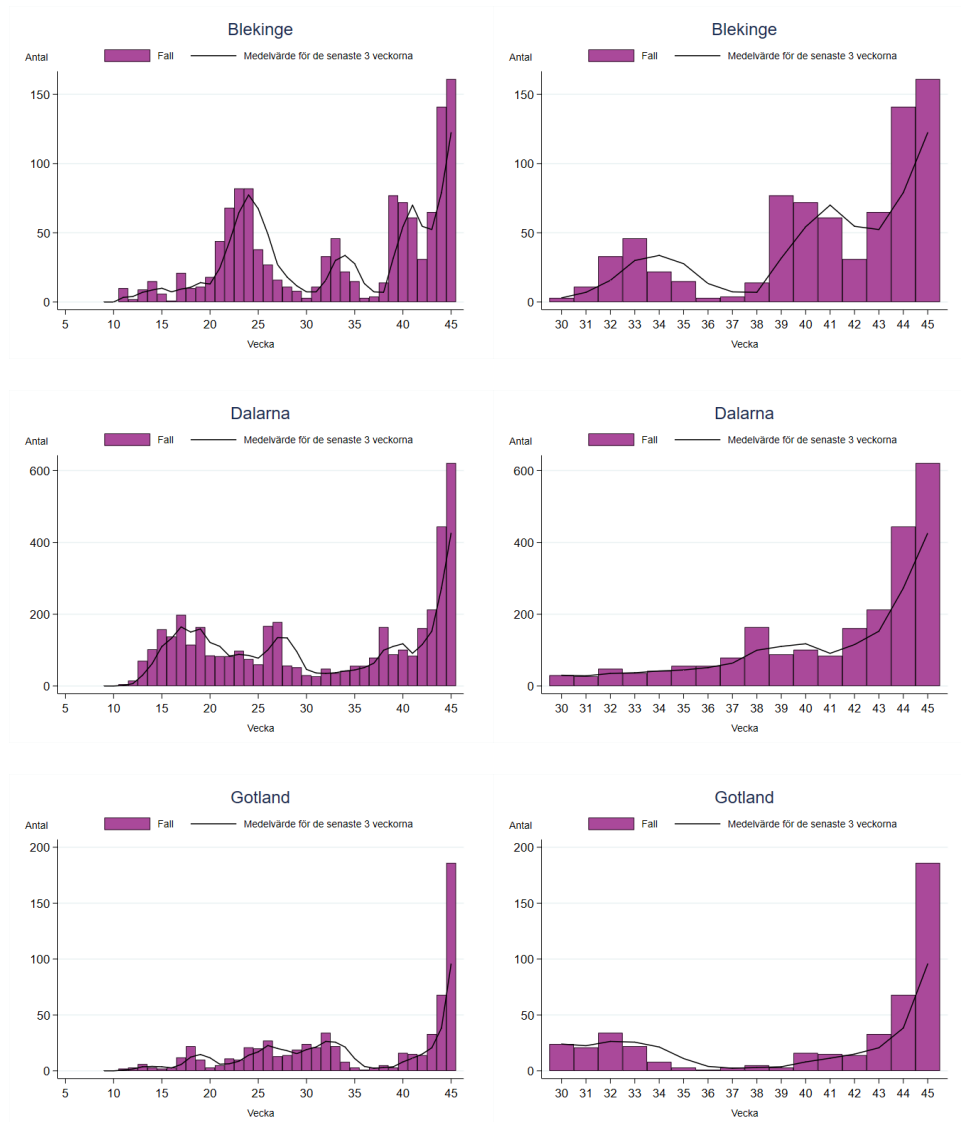 Blekinge
Antal Fall Medelvärde för de senaste 3 veckorna
150
100
50
0
5 10 15 20 25 30 35 40 45
Vecka
Blekinge
Antal Fall Medelvärde för de senaste 3 veckorna
150
100
50
0
30 31 32 33 34 35 36 37 38 39 40 41 42 43 44 45
Vecka
Dalarna
Antal Fall Medelvärde för de senaste 3 veckorna
600
400
200
0
5 10 15 20 25 30 35 40 45
Vecka
Dalarna
Antal Fall Medelvärde för de senaste 3 veckorna
600
400
200
0
30 31 32 33 34 35 36 37 38 39 40 41 42 43 44 45
Vecka
Gotland
Antal Fall Medelvärde för de senaste 3 veckorna
200
150
100
50
0
5 10 15 20 25 30 35 40 45
Vecka
Gotland
Antal Fall Medelvärde för de senaste 3 veckorna
200
150
100
50
0
30 31 32 33 34 35 36 37 38 39 40 41 42 43 44 45
Vecka